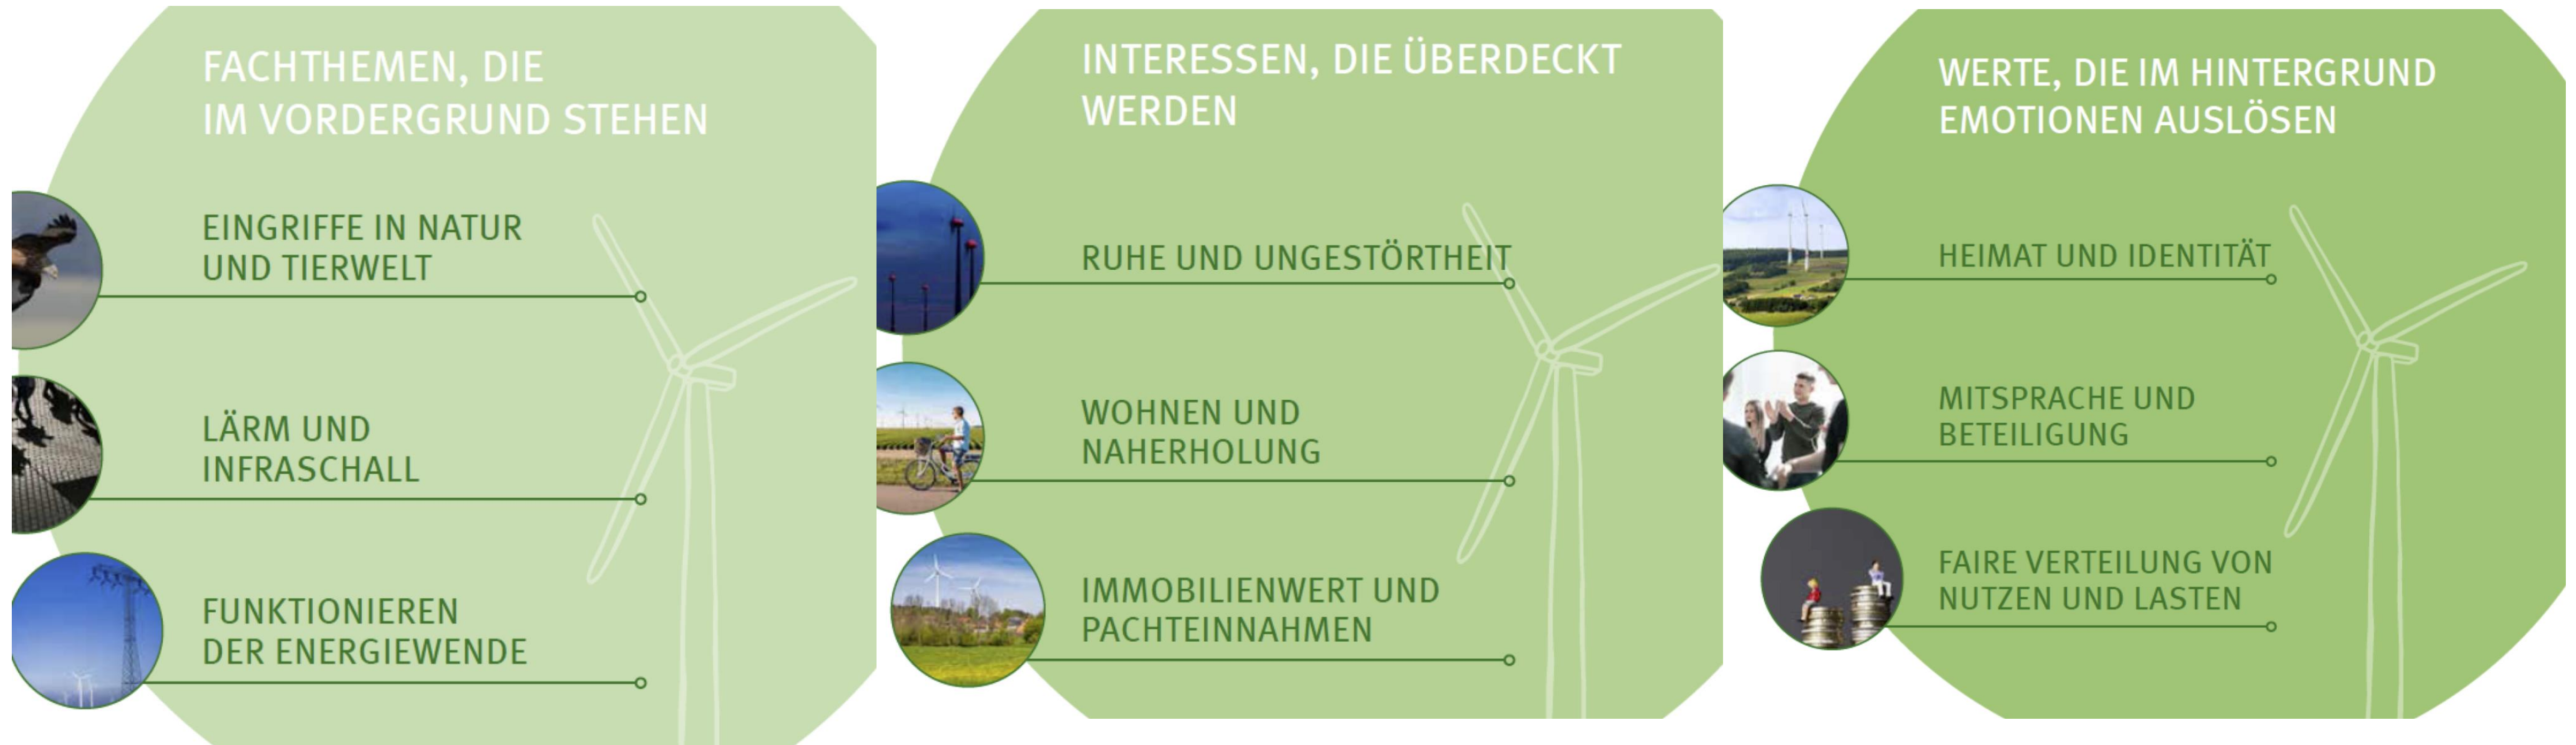 FACHTHEMEN, DIE
IM VORDERGRUND STEHEN
EINGRIFFE IN NATUR
UND TIERWELT
LÄRM UND
INFRASCHALL
FUNKTIONIEREN
DER ENERGIEWENDE
INTERESSEN, DIE ÜBERDECKT
WERDEN
RUHE UND UNGESTÖRTHEIT
WOHNEN UND
NAHERHOLUNG
IMMOBILIENWERT UND
PACHTEINNAHMEN
WERTE, DIE IM HINTERGRUND
EMOTIONEN AUSLÖSEN
HEIMAT UND IDENTITÄT
MITSPRACHE UND
BETEILIGUNG
FAIRE VERTEILUNG VON
NUTZEN UND LASTEN